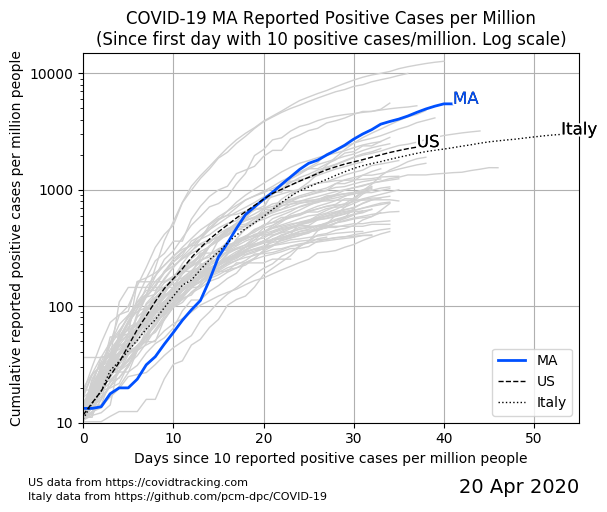 COVID-19 MA Reported Positive Cases per Million
(Since first day with 10 positive cases/million. Log scale)
Cumulative reported positive cases per million people
10000
1000
100
10
MA
US
Italy
MA
US
Italy
0
10
20
30
40
50
Days since 10 reported positive cases per million people
US data from https://covidtracking.com
Italy data from https://github.com/pcm-dpc/COVID-19
20 Apr 2020